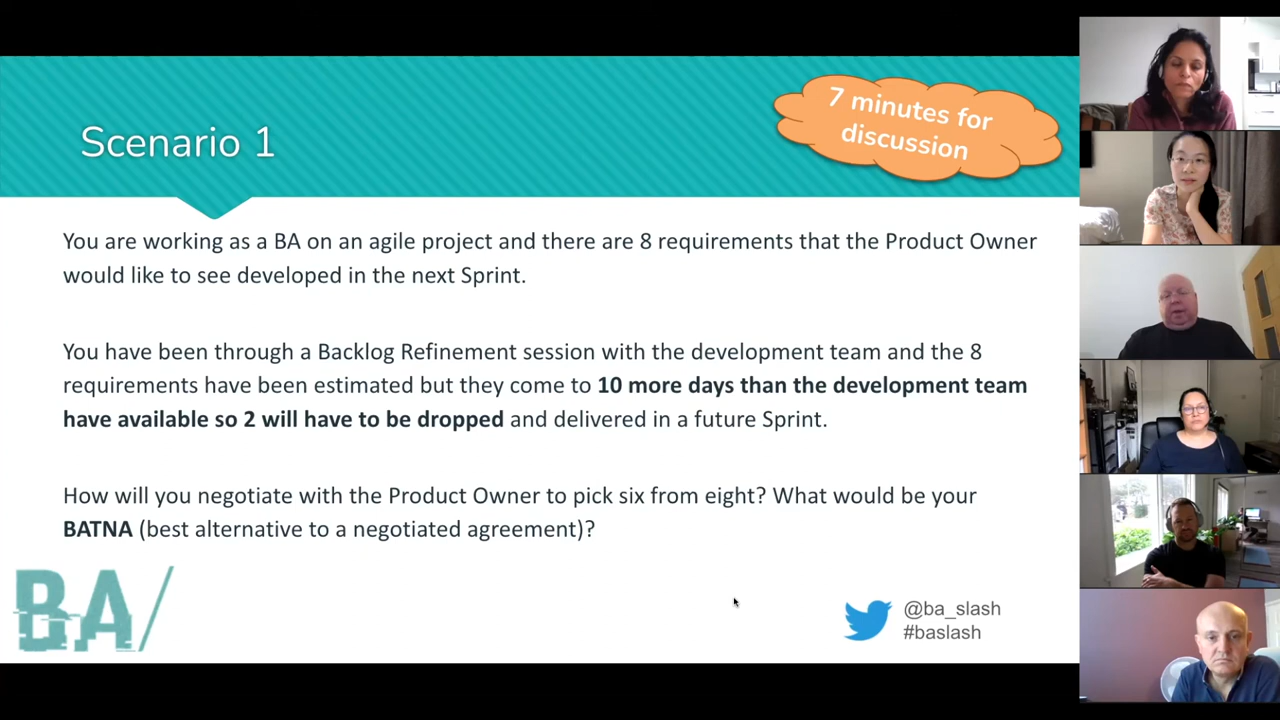 Scenario 1
7 minutes for
discussion
You are working as a BA on an agile project and there are 8 requirements that the Product Owner
would like to see developed in the next Sprint.
You have been through a Backlog Refinement session with the development team and the 8
requirements have been estimated but they come to 10 more days than the development team
have available so 2 will have to be dropped and delivered in a future Sprint.
How will you negotiate with the Product Owner to pick six from eight? What would be your
BATNA (best alternative to a negotiated agreement)?
BA/
@ba_slash
#baslash